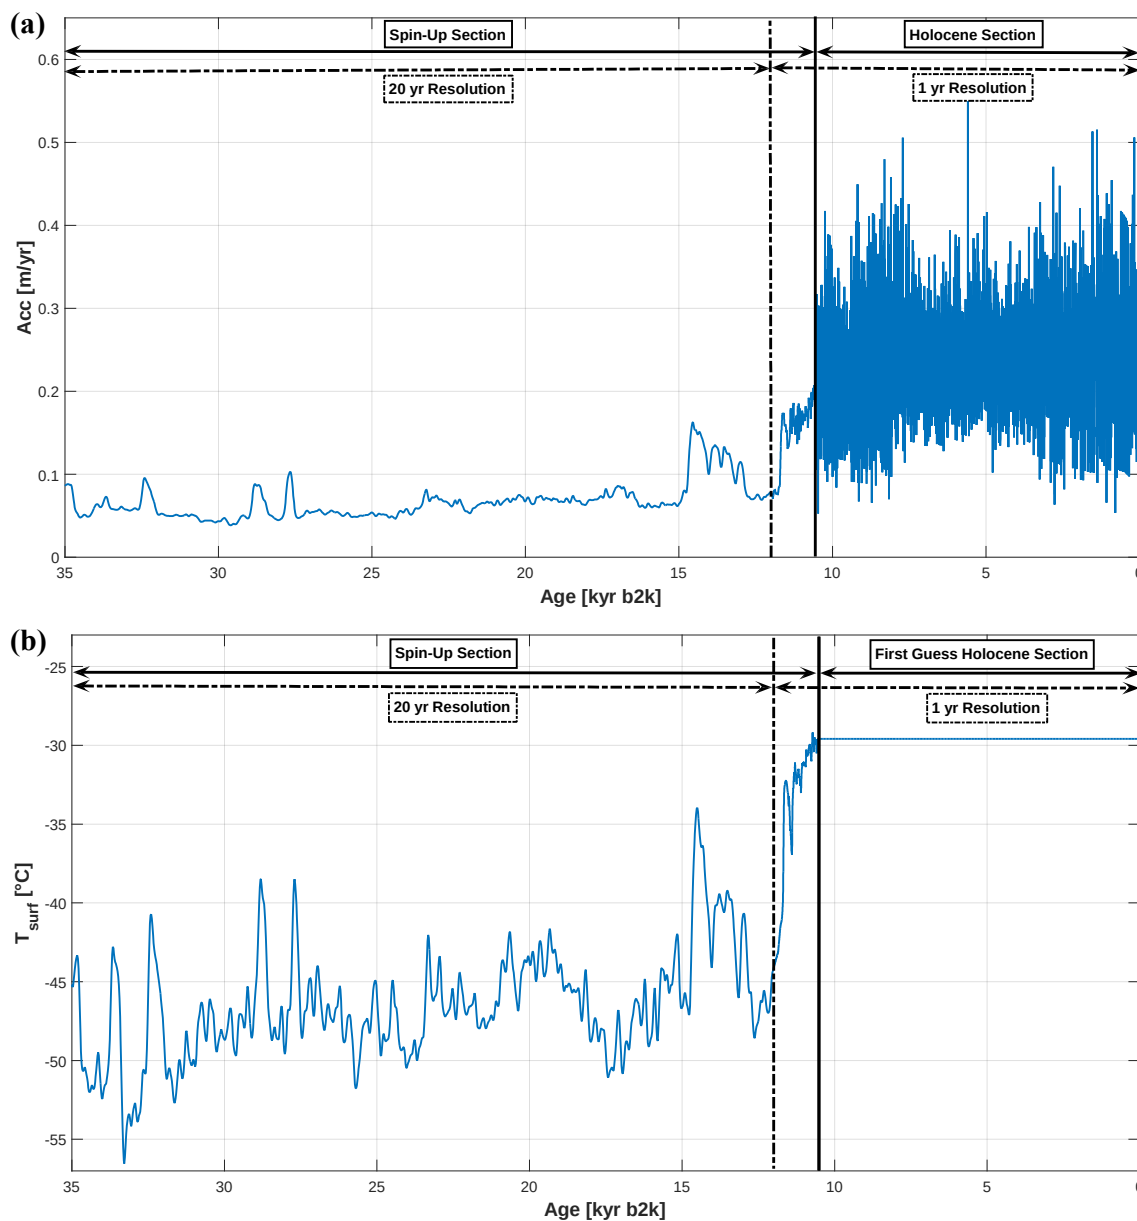 (a)
Spin-Up Section
Holocene Section
20 yr Resolution
1 yr Resolution
0.6
0.5
0.4
0.3
0.2
0.1
0
Acc [m/yr]
35
30
25
20
15
10
5
0
Age [kyr b2k]
(b)
Spin-Up Section
First Guess Holocene Section
20 yr Resolution
1 yr Resolution
-25
-30
-35
-40
-45
-50
-55
T_surf [°C]
35
30
25
20
15
10
5
0
Age [kyr b2k]